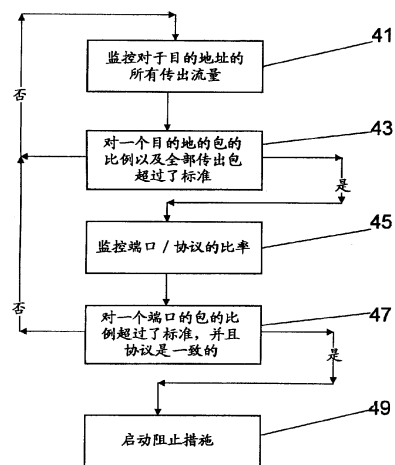 监控对于目的地址的
所有传出流量
41
否
对一个目的地的包的
比例以及全部传出包
超过了标准
43
是
监控端口 / 协议的比率
45
否
对一个端口的包的比
例超过了标准，并且
协议是一致的
47
是
启动阻止措施
49